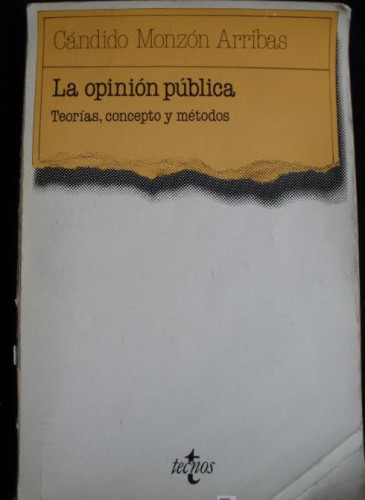 Cándido Monzón Arribas
La opinión pública
Teorías, concepto y métodos
tecnos